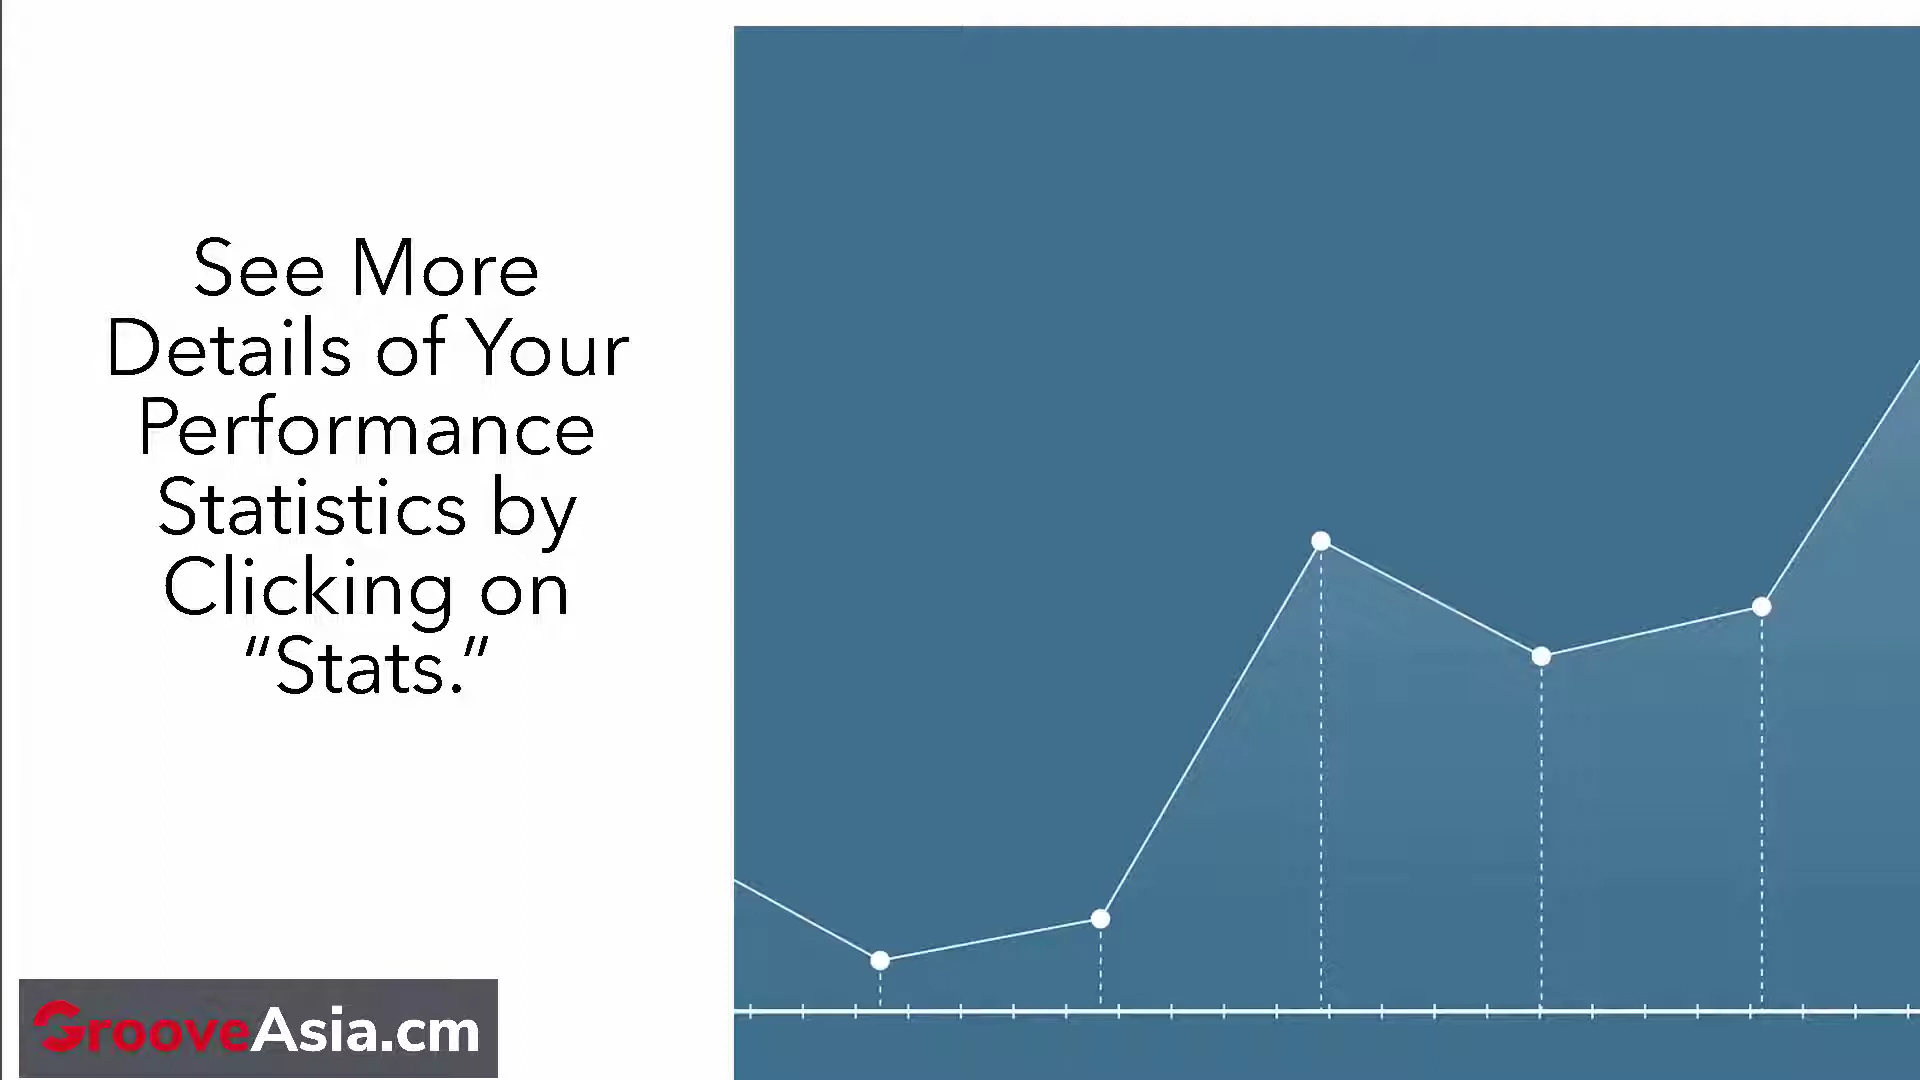 See More
Details of Your
Performance
Statistics by
Clicking on
“Stats.”
GrooveAsia.cm